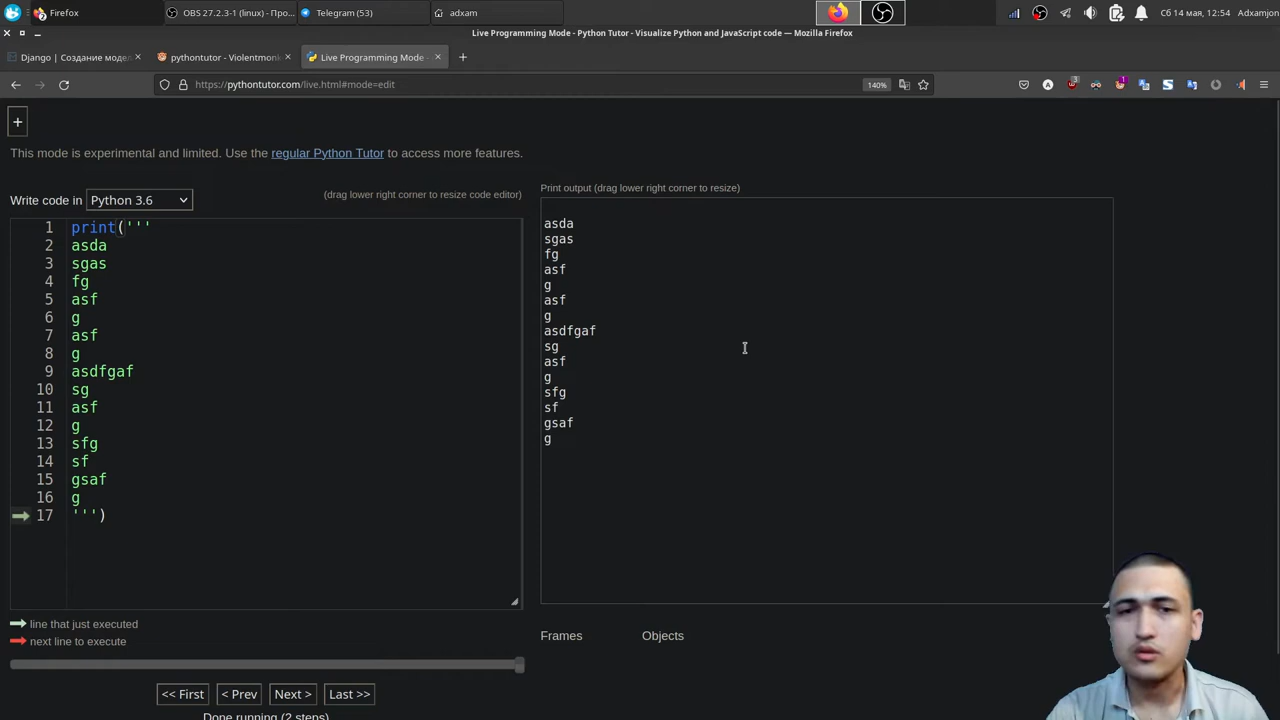 Firefox
OBS 27.2.3-1 (linux) - Про...
Telegram (53)
adxam
Сб 14 мая, 12:54
Adxamjon
Live Programming Mode - Python Tutor - Visualize Python and JavaScript code — Mozilla Firefox
Django | Создание модел
pythontutor - Violentmonk
Live Programming Mode -
https://pythontutor.com/live.html#mode=edit
140%
+
This mode is experimental and limited. Use the regular Python Tutor to access more features.
Write code in Python 3.6
(drag lower right corner to resize code editor)
1 print('''
2 asda
3 sgas
4 fg
5 asf
6 g
7 asf
8 g
9 asdfgaf
10 sg
11 asf
12 g
13 sfg
14 sf
15 gsaf
16 g
17 ''')
line that just executed
next line to execute
<< First
< Prev
Next >
Last >>
Done running (2 steps)
Print output (drag lower right corner to resize)
asda
sgas
fg
asf
g
asf
g
asdfgaf
sg
asf
g
sfg
sf
gsaf
g
Frames
Objects